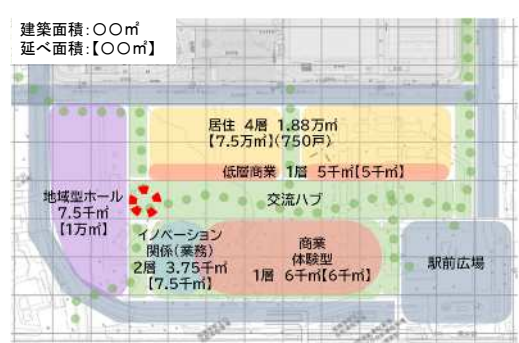 建築面積:〇〇㎡
延べ面積:【〇〇㎡】
居住 4層 1.88万㎡
【7.5万㎡】(750戸)
低層商業 1層 5千㎡【5千㎡】
地域型ホール
7.5千㎡
【1万㎡】
交流ハブ
イノベーション
関係(業務)
2層 3.75千㎡
【7.5千㎡】
商業
体験型
1層 6千㎡【6千㎡】
駅前広場